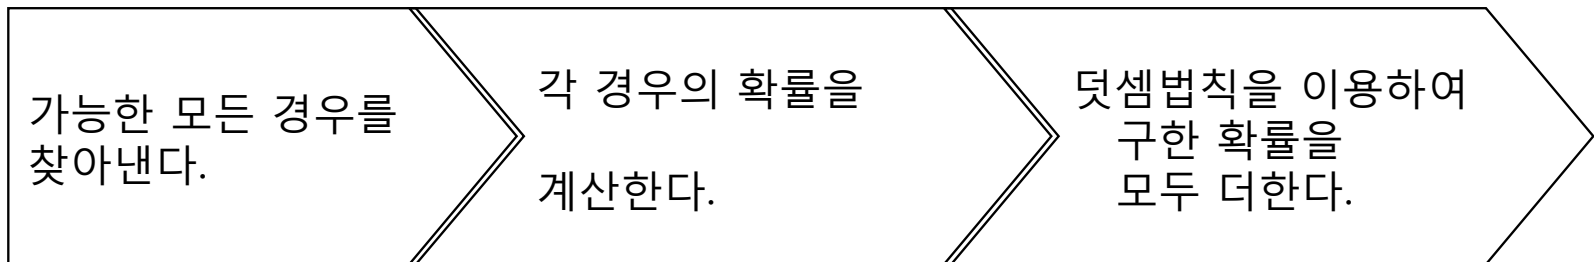 가능한 모든 경우를
찾아낸다.
각 경우의 확률을
계산한다.
덧셈법칙을 이용하여
구한 확률을
모두 더한다.